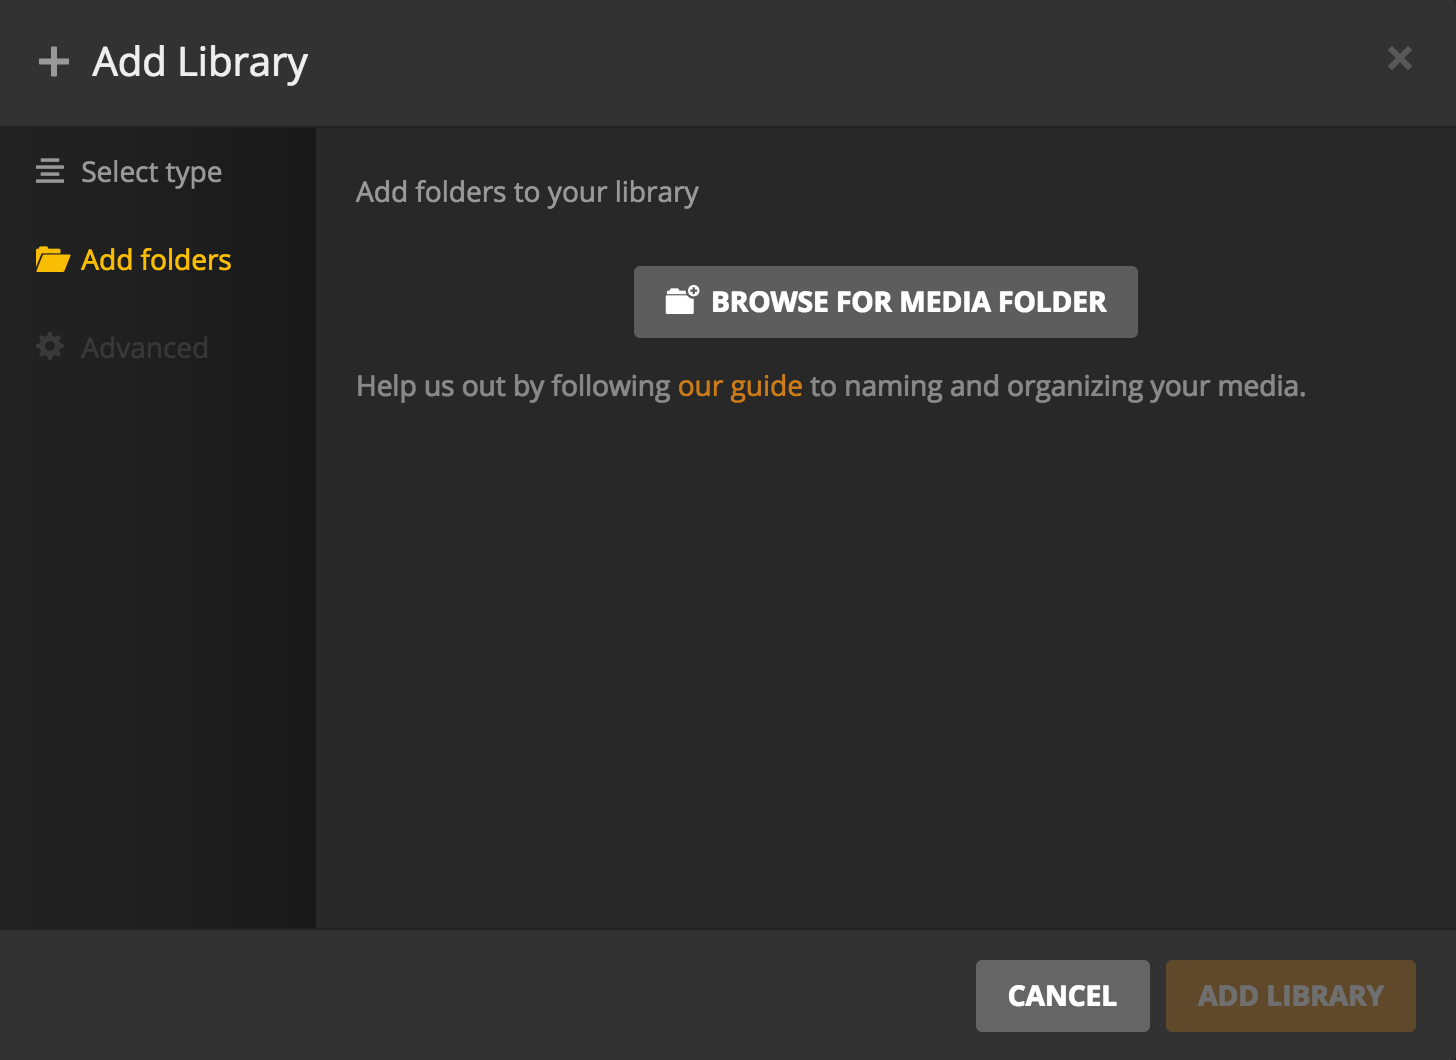 Add Library
Select type
Add folders
Advanced
Add folders to your library
BROWSE FOR MEDIA FOLDER
Help us out by following our guide to naming and organizing your media.
CANCEL
ADD LIBRARY